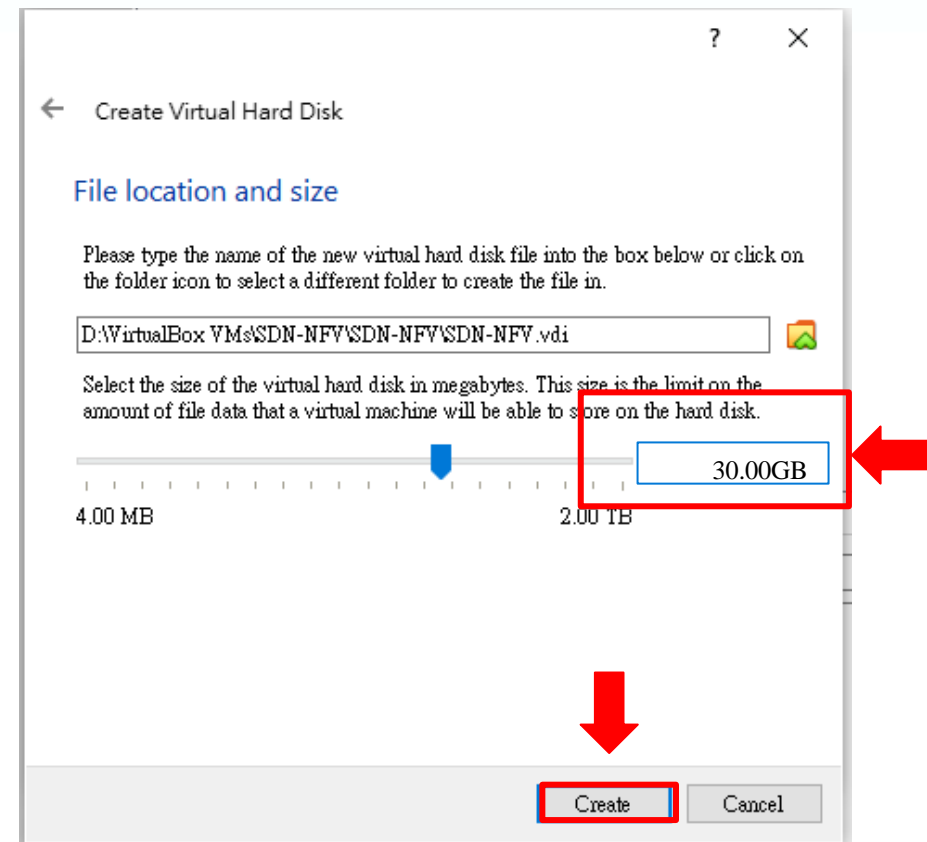 ?
Create Virtual Hard Disk
File location and size
Please type the name of the new virtual hard disk file into the box below or click on
the folder icon to select a different folder to create the file in.
D:\VirtualBox VMs\SDN-NFV\SDN-NFV\SDN-NFV.vdi
Select the size of the virtual hard disk in megabytes. This size is the limit on the
amount of file data that a virtual machine will be able to store on the hard disk.
30.00GB
4.00 MB 2.00 TB
Create Cancel